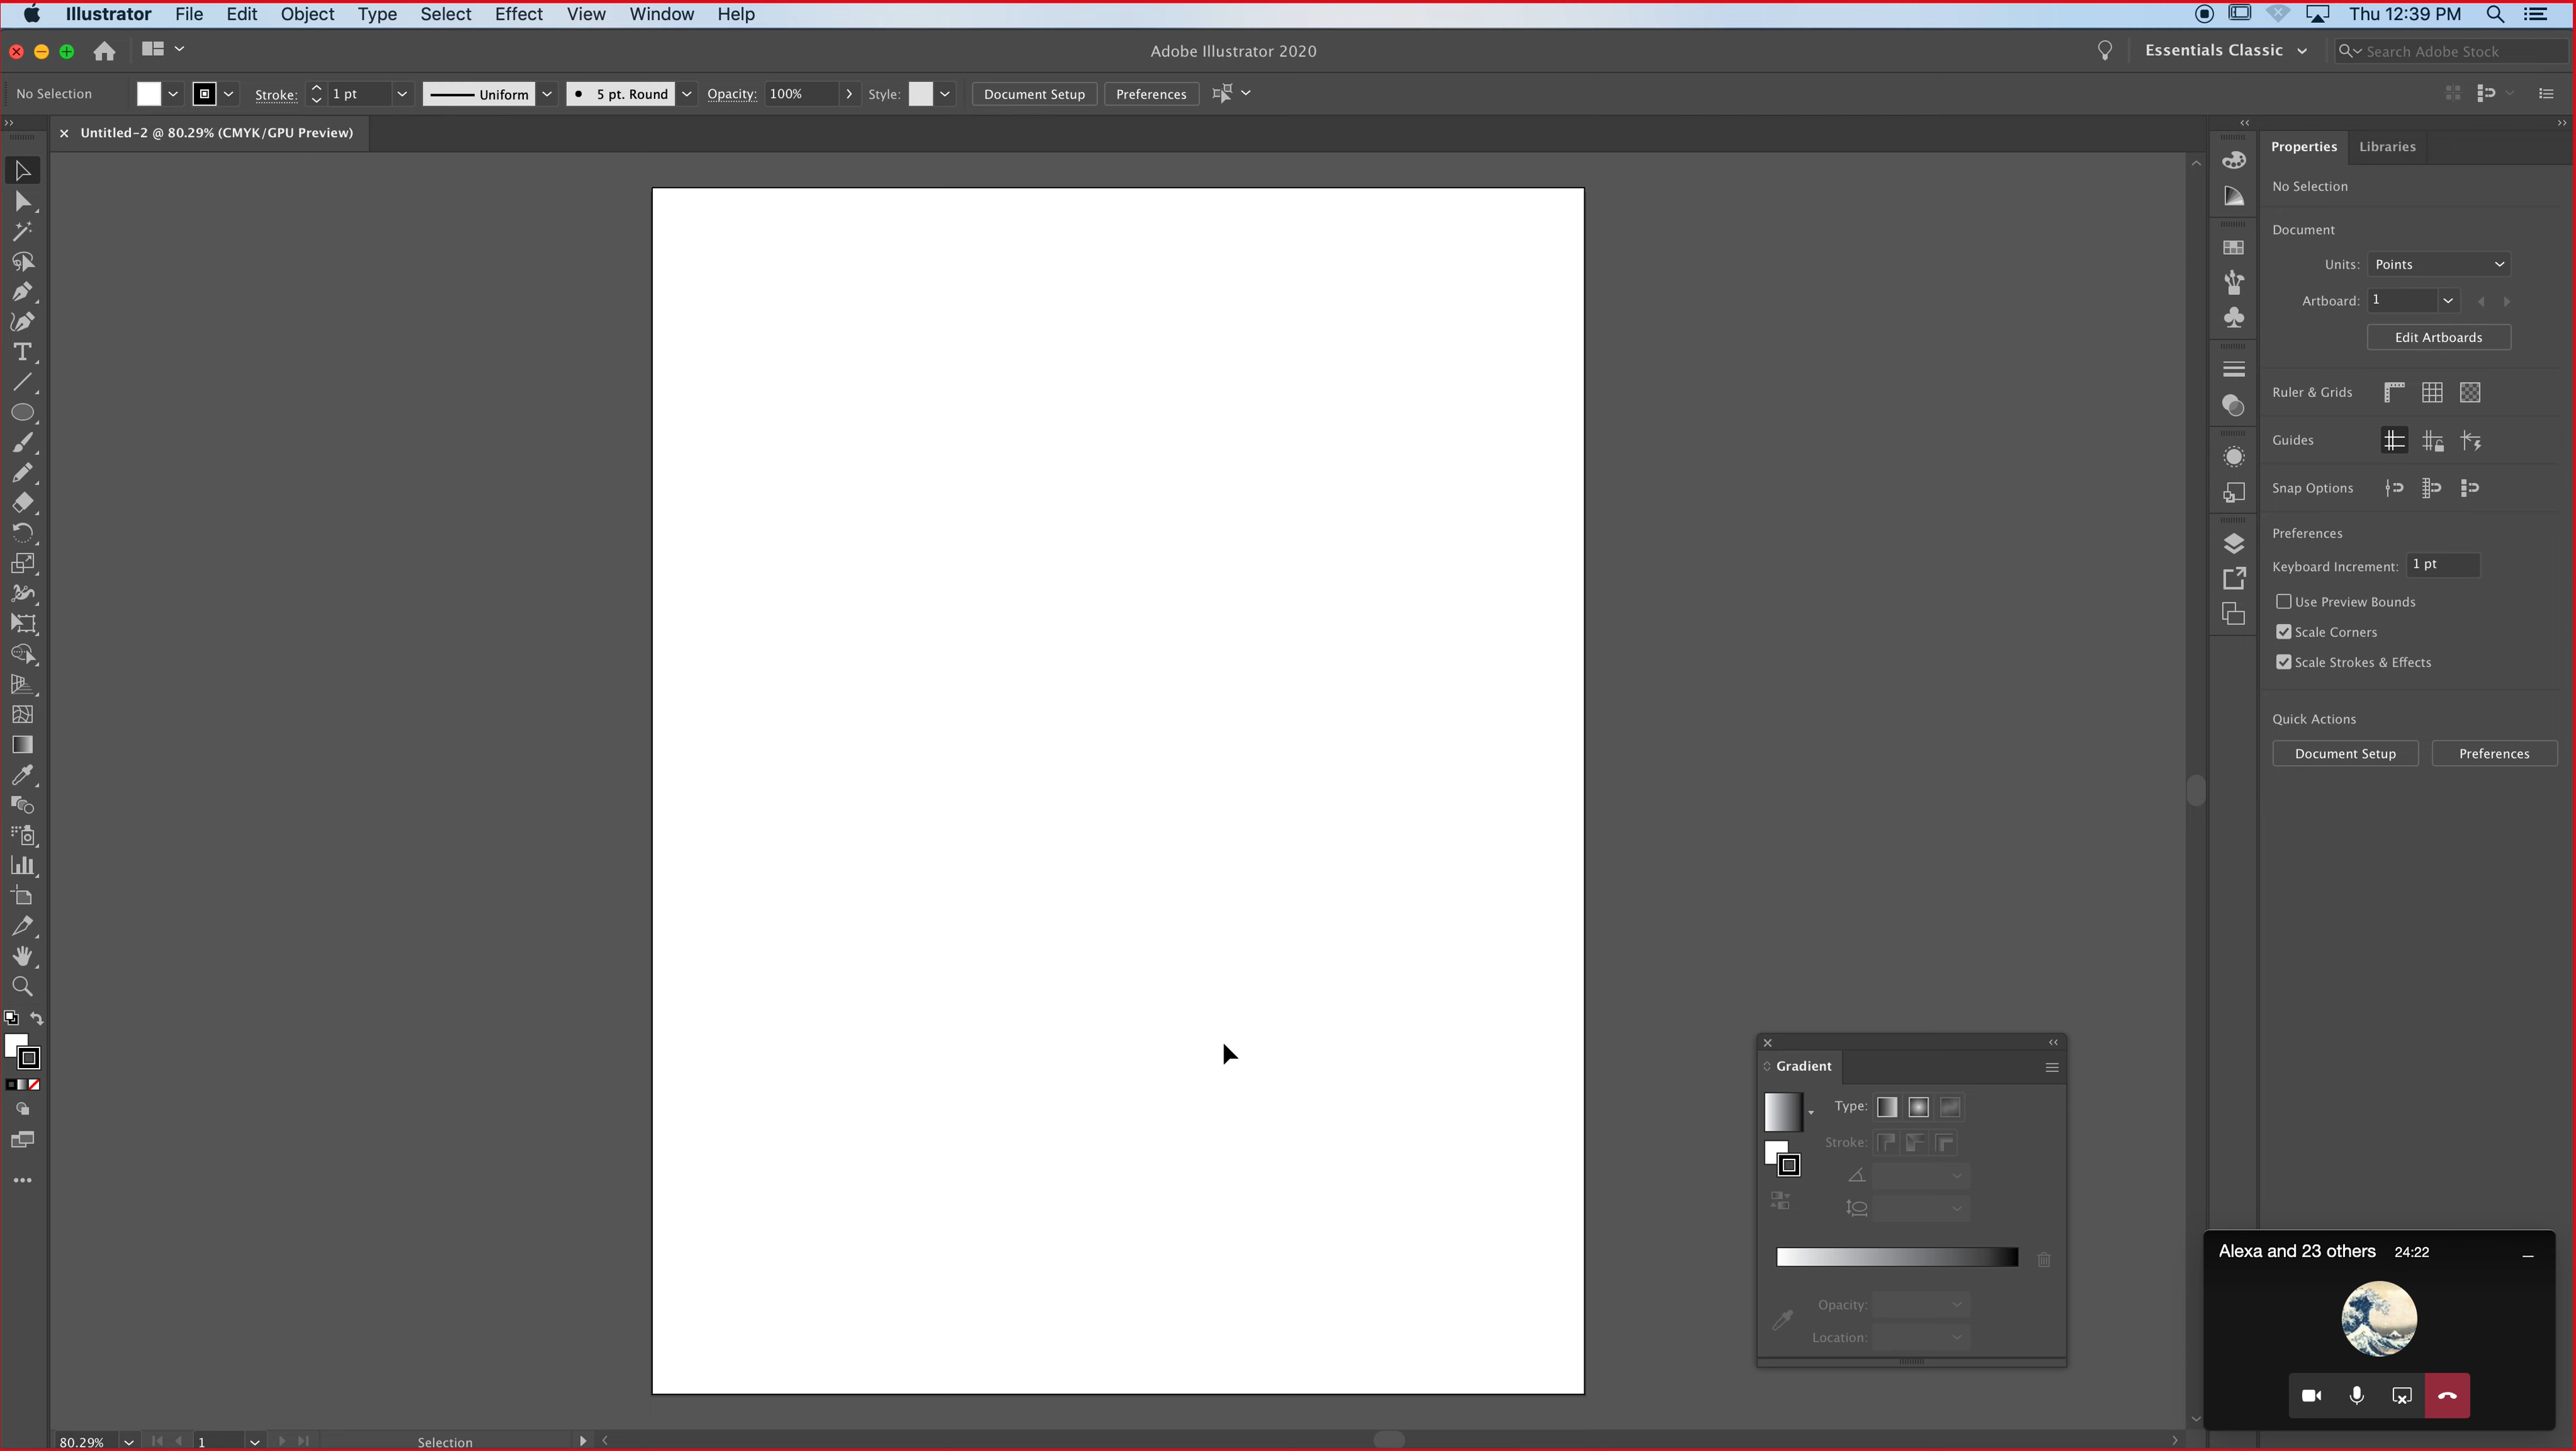 Illustrator File Edit Object Type Select Effect View Window Help Thu 12:39 PM
Adobe Illustrator 2020 Essentials Classic Search Adobe Stock
No Selection Stroke: 1 pt Uniform 5 pt. Round Opacity: 100% Style: Document Setup Preferences
Untitled-2 @ 80.29% (CMYK/GPU Preview)
Properties Libraries
No Selection
Document
Units: Points
Artboard: 1
Edit Artboards
Ruler & Grids
Guides
Snap Options
Preferences
Keyboard Increment: 1 pt
Use Preview Bounds
Scale Corners
Scale Strokes & Effects
Quick Actions
Document Setup Preferences
Gradient
Type:
Stroke:
Opacity:
Location:
Alexa and 23 others 24:22
80.29% 1 Selection